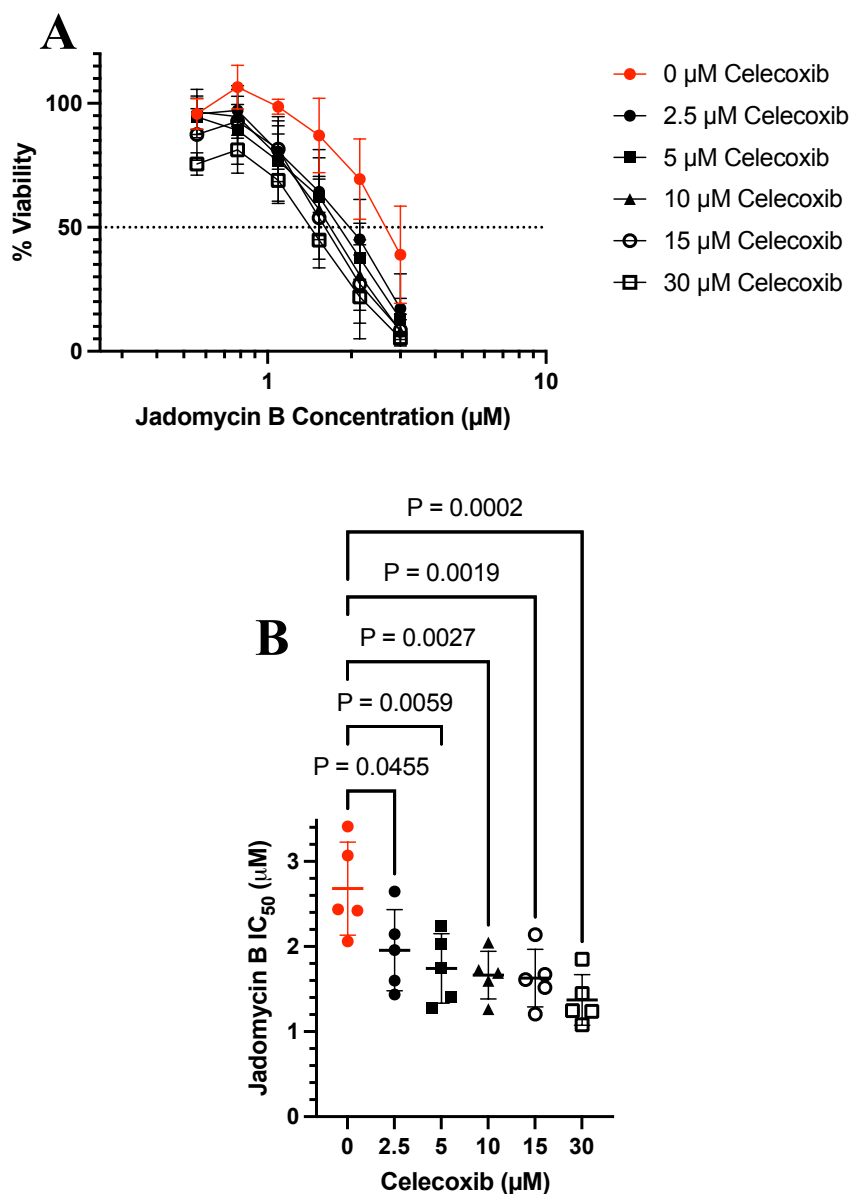 A
100
50
0
% Viability
1
10
Jadomycin B Concentration (µM)
0 µM Celecoxib
2.5 µM Celecoxib
5 µM Celecoxib
10 µM Celecoxib
15 µM Celecoxib
30 µM Celecoxib
B
P = 0.0002
P = 0.0019
P = 0.0027
P = 0.0059
P = 0.0455
Jadomycin B IC50 (µM)
3
2
1
0
0 2.5 5 10 15 30
Celecoxib (µM)